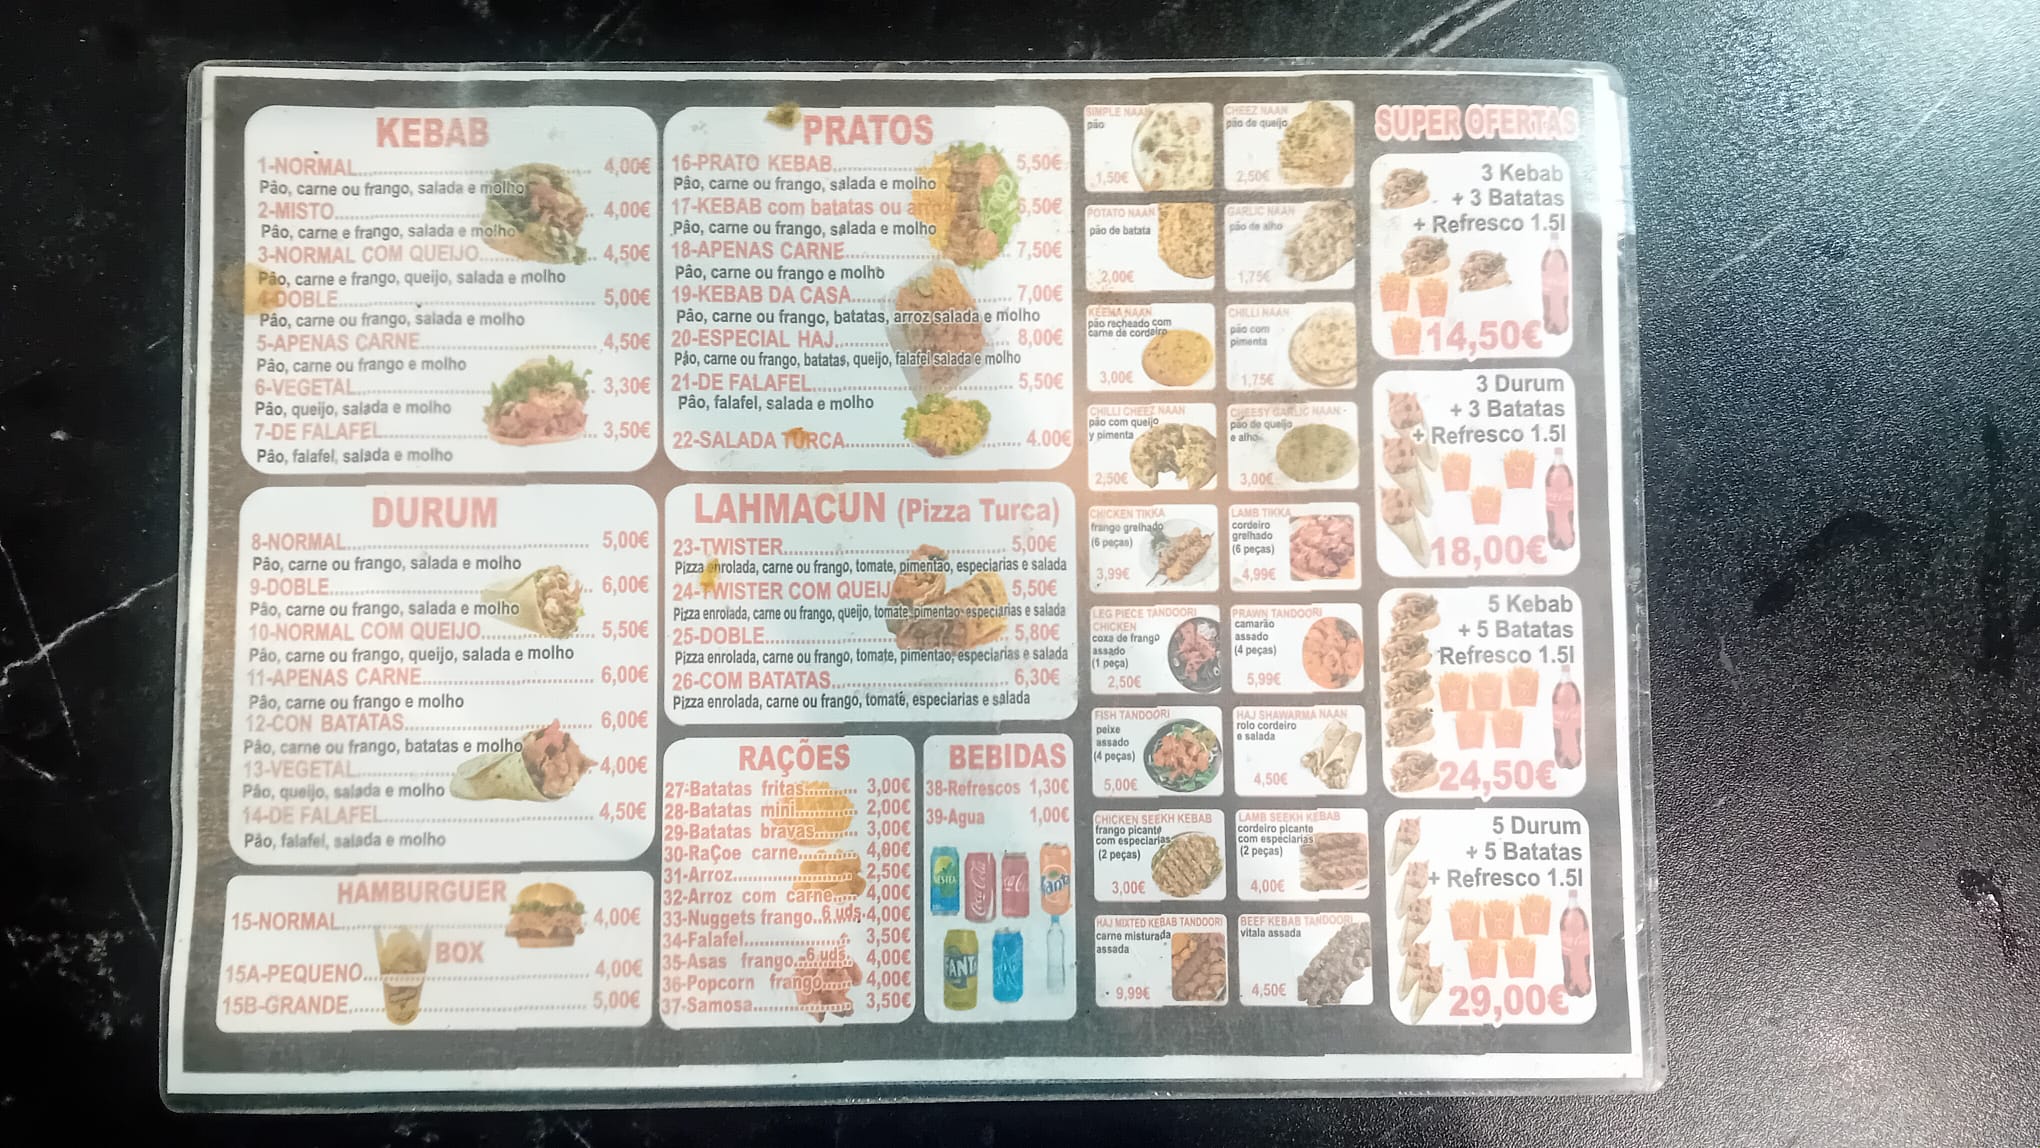 KEBAB
1-NORMAL 4,00€
Pâo, carne ou frango, salada e molho
2-MISTO 4,00€
Pâo, carne e frango, salada e molho
3-NORMAL COM QUEIJO 4,50€
Pâo, carne e frango, queijo, salada e molho
4-DOBLE 5,00€
Pâo, carne ou frango, salada e molho
5-APENAS CARNE 4,50€
Pâo, carne ou frango e molho
6-VEGETAL 3,30€
Pâo, queijo, salada e molho
7-DE FALAFEL 3,50€
Pâo, falafel, salada e molho
DURUM
8-NORMAL 5,00€
Pâo, carne ou frango, salada e molho
9-DOBLE 6,00€
Pâo, carne ou frango, salada e molho
10-NORMAL COM QUEIJO 5,50€
Pâo, carne ou frango, queijo, salada e molho
11-APENAS CARNE 6,00€
Pâo, carne ou frango e molho
12-CON BATATAS 6,00€
Pâo, carne ou frango, batatas e molho
13-VEGETAL 4,00€
Pâo, queijo, salada e molho
14-DE FALAFEL 4,50€
Pâo, falafel, salada e molho
HAMBURGUER
15-NORMAL 4,00€
BOX
15A-PEQUENO 4,00€
15B-GRANDE 5,00€
PRATOS
16-PRATO KEBAB 5,50€
Pâo, carne ou frango, salada e molho
17-KEBAB com batatas ou 6,50€
Pâo, carne ou frango, salada e molho
18-APENAS CARNE 7,50€
Pâo, carne ou frango e molho
19-KEBAB DA CASA 7,00€
Pâo, carne ou frango, batatas, arroz salada e molho
20-ESPECIAL HAJ 8,00€
Pâo, carne ou frango, batatas, queijo, falafel salada e molho
21-DE FALAFEL 5,50€
Pâo, falafel, salada e molho
22-SALADA TURCA 4.00€
LAHMACUN (Pizza Turca)
23-TWISTER 5,00€
Pizza enrolada, carne ou frango, tomate, pimentão, especiarias e salada
24-TWISTER COM QUEIJ 5,50€
Pizza enrolada, carne ou frango, queijo, tomate, pimentao especiarias e salada
25-DOBLE 5,80€
Pizza enrolada, carne ou frango, tomate, pimentao, especiarias e salada
26-COM BATATAS 6,30€
Pizza enrolada, carne ou frango, tomate, especiarias e salada
RAÇÕES
27-Batatas fritas 3,00€
28-Batatas mini 2,00€
29-Batatas bravas 3,00€
30-RaÇoe carne 4,00€
31-Arroz 2,50€
32-Arroz com carne 4,00€
33-Nuggets frango..6 uds. 4,00€
34-Falafel 3,50€
35-Asas frango..6 uds. 4,00€
36-Popcorn frango 4,00€
37-Samosa 3,50€
BEBIDAS
38-Refrescos 1,30€
39-Agua 1,00€
SIMPLE NAAN
pão
1,50€
CHEEZ NAAN
pão de queijo
2,50€
POTATO NAAN
pão de batata
2,00€
GARLIC NAAN
pão de alho
1,75€
KEEMA NAAN
pão recheado com
carne de cordeiro
3,00€
CHILLI NAAN
pão com
pimenta
1,75€
CHILLI CHEEZ NAAN
pão com queijo
y pimenta
2,50€
CHEESY GARLIC NAAN
pão de queijo
e alho
3,00€
CHICKEN TIKKA
frango grelhado
(6 peças)
3,99€
LAMB TIKKA
cordeiro
grelhado
(6 peças)
4,99€
LEG PIECE TANDOORI
CHICKEN
coxa de frango
assado
(1 peça)
2,50€
PRAWN TANDOORI
camarão
assado
(4 peças)
5,99€
FISH TANDOORI
peixe
assado
(4 peças)
5,00€
HAJ SHAWARMA NAAN
rolo cordeiro
e salada
4,50€
CHICKEN SEEKH KEBAB
frango picante
com especiarias
(2 peças)
3,00€
LAMB SEEKH KEBAB
cordeiro picante
com especiarias
(2 peças)
4,00€
HAJ MIXTED KEBAB TANDOORI
carne misturada
assada
9,99€
BEEF KEBAB TANDOORI
vitala assada
4,50€
SUPER OFERTAS
3 Kebab
+ 3 Batatas
+ Refresco 1.5l
14,50€
3 Durum
+ 3 Batatas
+ Refresco 1.5l
18,00€
5 Kebab
+ 5 Batatas
Refresco 1.5l
24,50€
5 Durum
+ 5 Batatas
+ Refresco 1.5l
29,00€